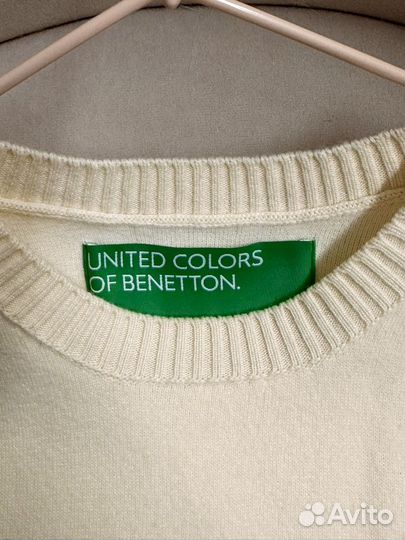 UNITED COLORS
OF BENETTON.
Avito